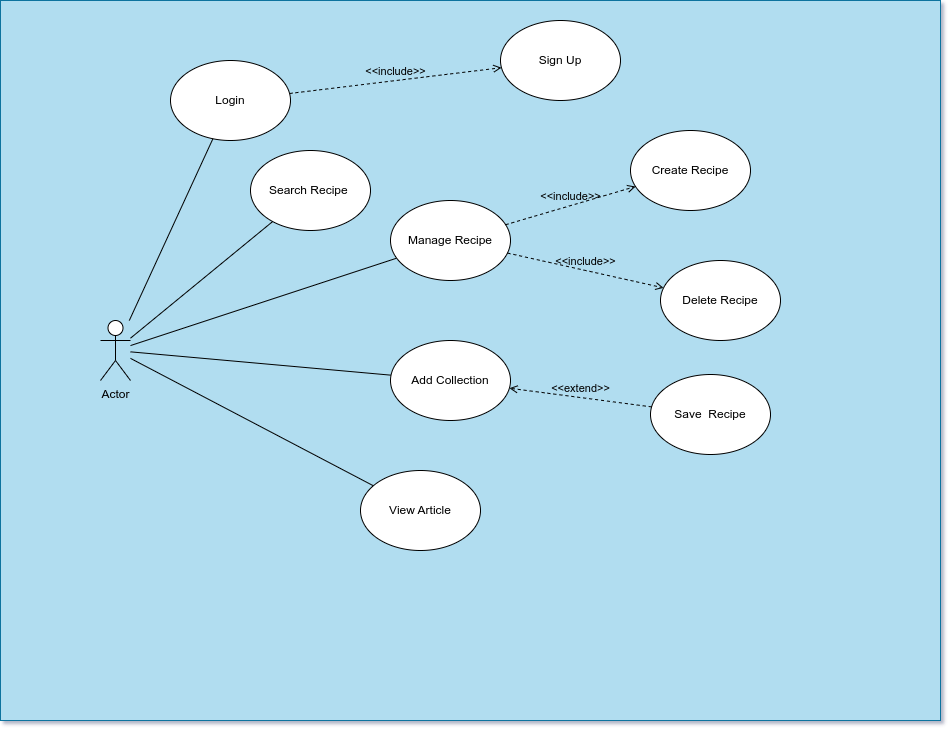 Sign Up
<<include>>
Login
Create Recipe
Search Recipe
<<include>>
Manage Recipe
<<include>>
Delete Recipe
Add Collection
<<extend>>
Actor
Save  Recipe
View Article